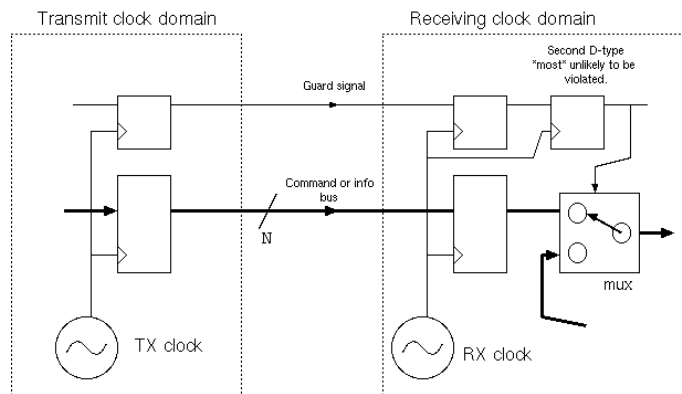 Transmit clock domain
Receiving clock domain
Second D-type
"most" unlikely to be
violated.
Guard signal
Command or info
bus
N
mux
TX clock
RX clock